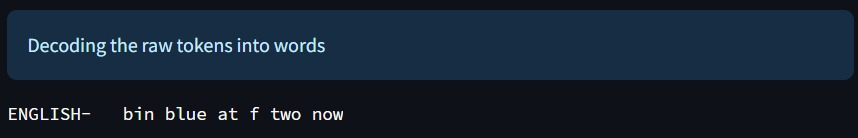 Decoding the raw tokens into words
ENGLISH-   bin blue at f two now